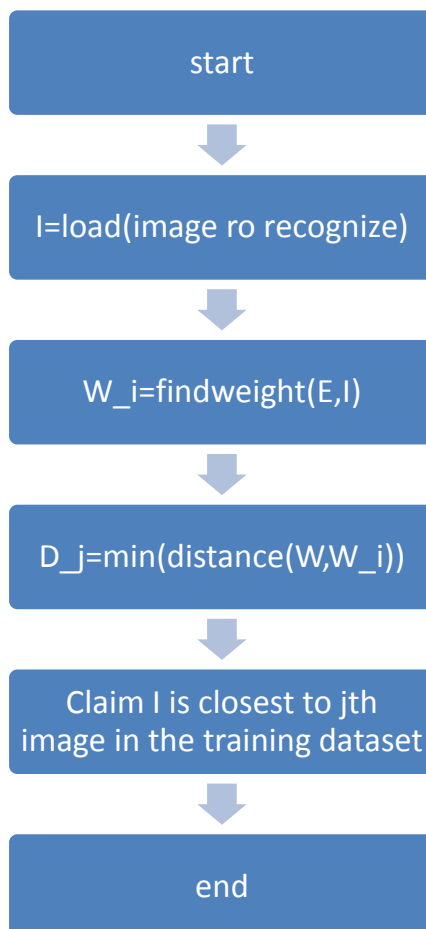 start
I=load(image ro recognize)
W_i=findweight(E,I)
D_j=min(distance(W,W_i))
Claim I is closest to jth
image in the training dataset
end